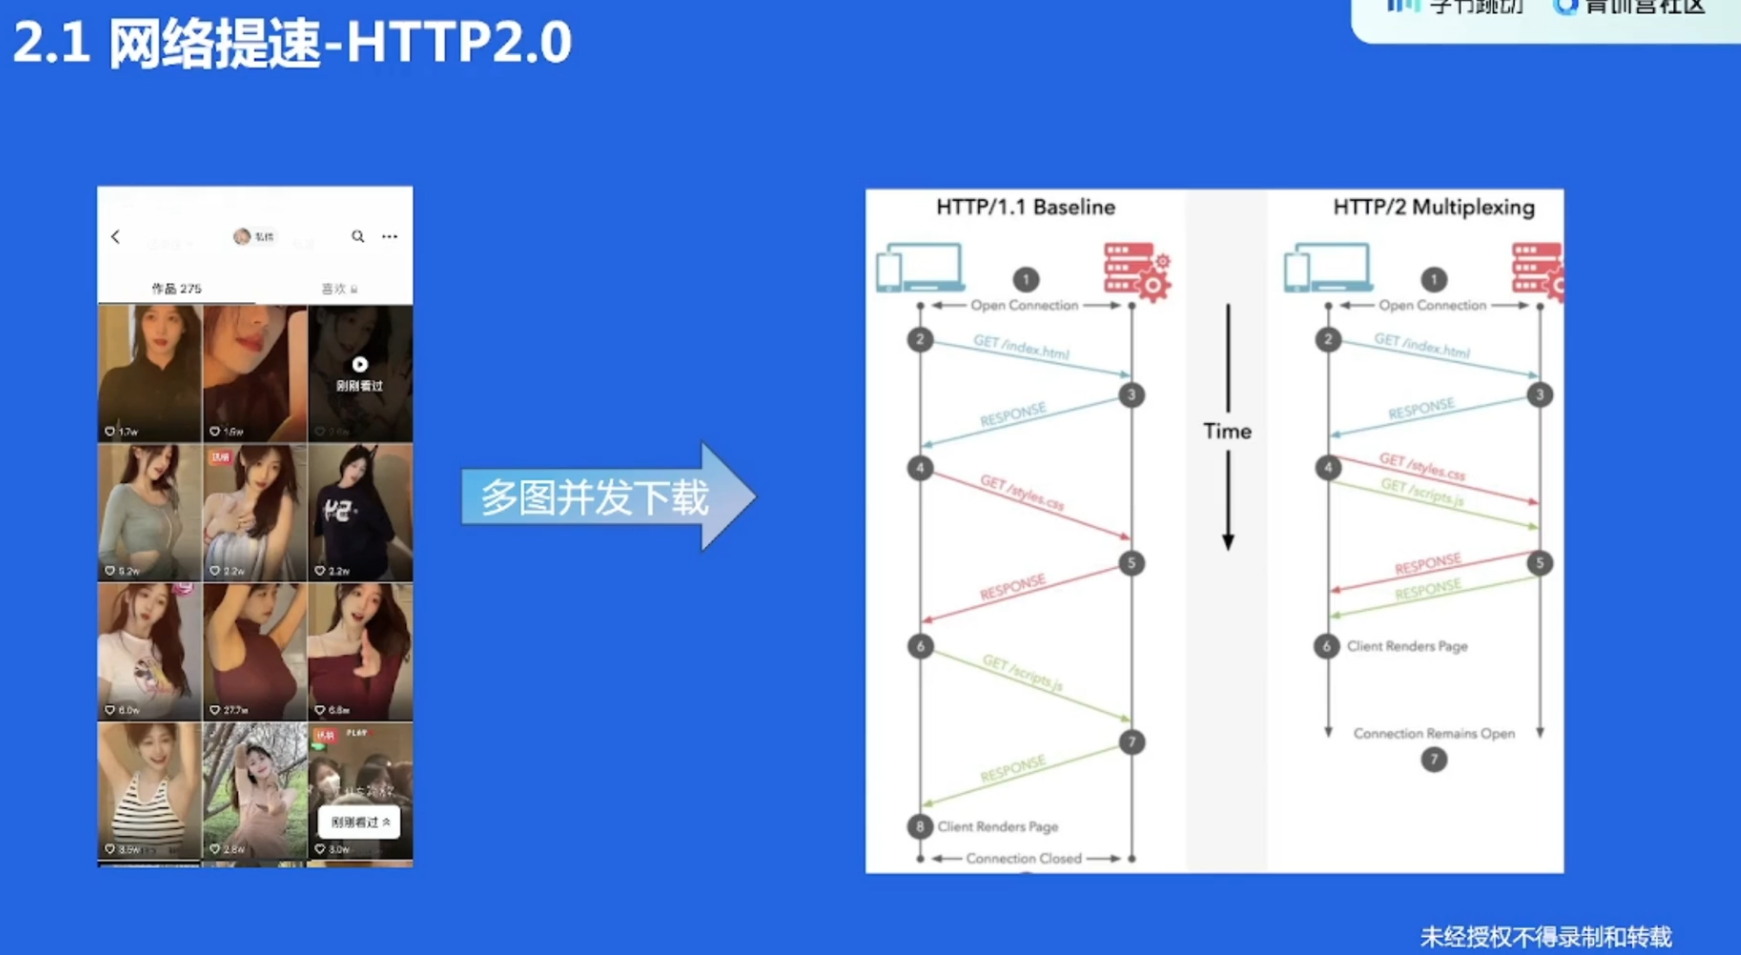 字节跳动 青训营社区
2.1 网络提速-HTTP2.0
私信
作品 275
喜欢
1.7w
1.5w
刚刚看过
5.2w
2.2w
2.2w
6.0w
27.7w
6.8w
PLAY
3.5w
2.8w
刚刚看过
3.0w
多图并发下载
HTTP/1.1 Baseline
1
Open Connection
2
GET /index.html
3
RESPONSE
4
GET /styles.css
5
RESPONSE
6
GET /scripts.js
7
RESPONSE
8 Client Renders Page
Connection Closed
Time
HTTP/2 Multiplexing
1
Open Connection
2
GET /index.html
3
RESPONSE
4
GET /styles.css
GET /scripts.js
5
RESPONSE
RESPONSE
6 Client Renders Page
Connection Remains Open
7
未经授权不得录制和转载